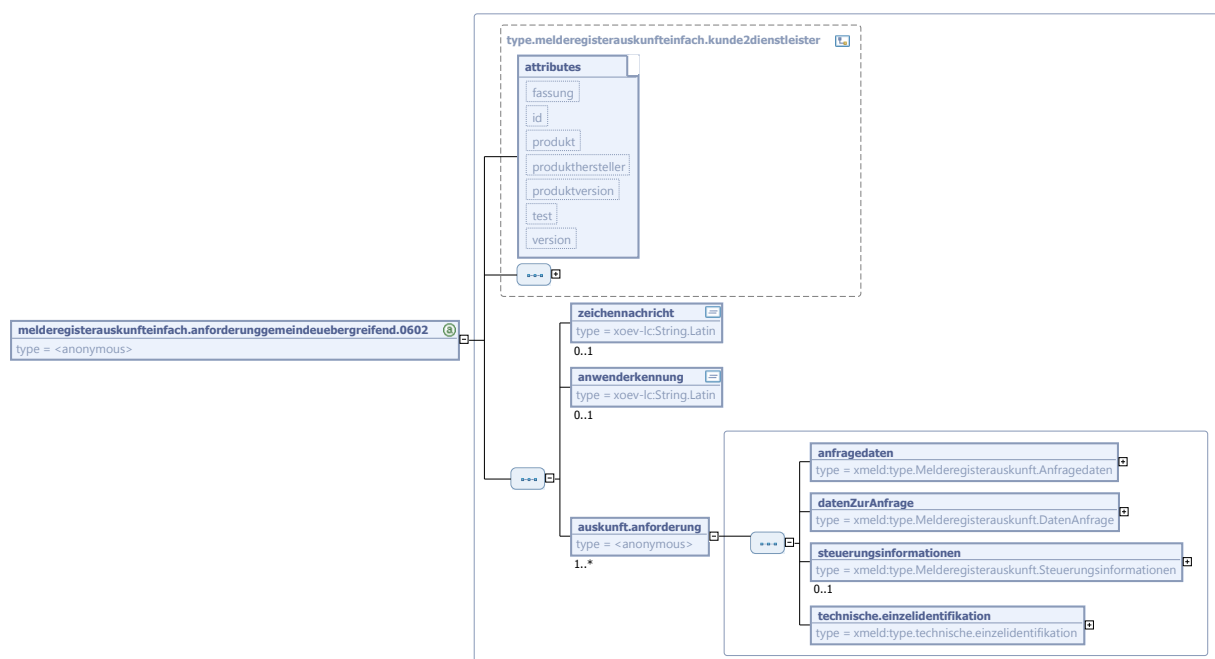 type.melderegisterauskunfteinfach.kunde2dienstleister
attributes
fassung
id
produkt
produkthersteller
produktversion
test
version
melderegisterauskunfteinfach.anforderunggemeindeuebergreifend.0602
a
type = <anonymous>
zeichennachricht
type = xoev-lc:String.Latin
0..1
anwenderkennung
type = xoev-lc:String.Latin
0..1
auskunft.anforderung
type = <anonymous>
1..*
anfragedaten
type = xmeld:type.Melderegisterauskunft.Anfragedaten
datenZurAnfrage
type = xmeld:type.Melderegisterauskunft.DatenAnfrage
steuerungsinformationen
type = xmeld:type.Melderegisterauskunft.Steuerungsinformationen
0..1
technische.einzelidentifikation
type = xmeld:type.technische.einzelidentifikation